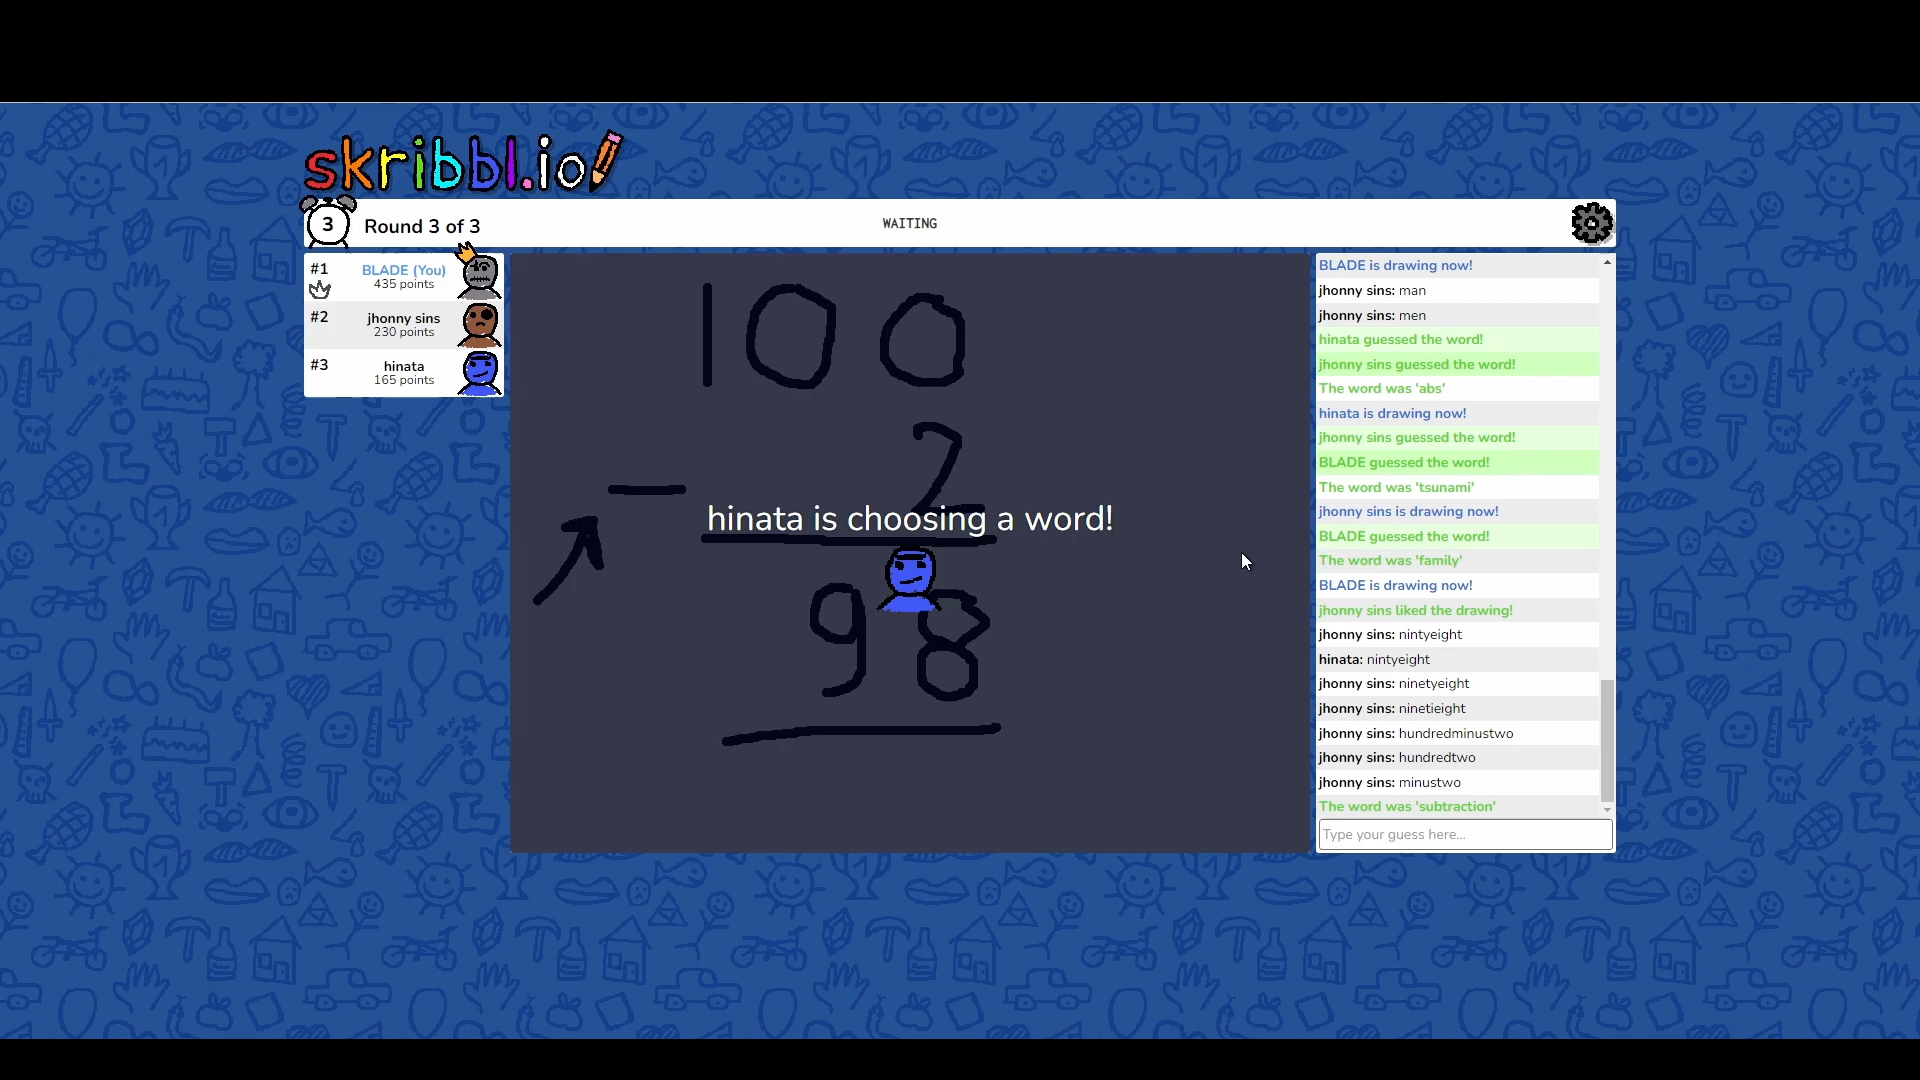 skribbl.io
3
Round 3 of 3
WAITING
#1
BLADE (You)
435 points
#2
jhonny sins
230 points
#3
hinata
165 points
100
2
hinata is choosing a word!
98
BLADE is drawing now!
jhonny sins: man
jhonny sins: men
hinata guessed the word!
jhonny sins guessed the word!
The word was 'abs'
hinata is drawing now!
jhonny sins guessed the word!
BLADE guessed the word!
The word was 'tsunami'
jhonny sins is drawing now!
BLADE guessed the word!
The word was 'family'
BLADE is drawing now!
jhonny sins liked the drawing!
jhonny sins: nintyeight
hinata: nintyeight
jhonny sins: ninetyeight
jhonny sins: ninetieight
jhonny sins: hundredminustwo
jhonny sins: hundredtwo
jhonny sins: minustwo
The word was 'subtraction'
Type your guess here...